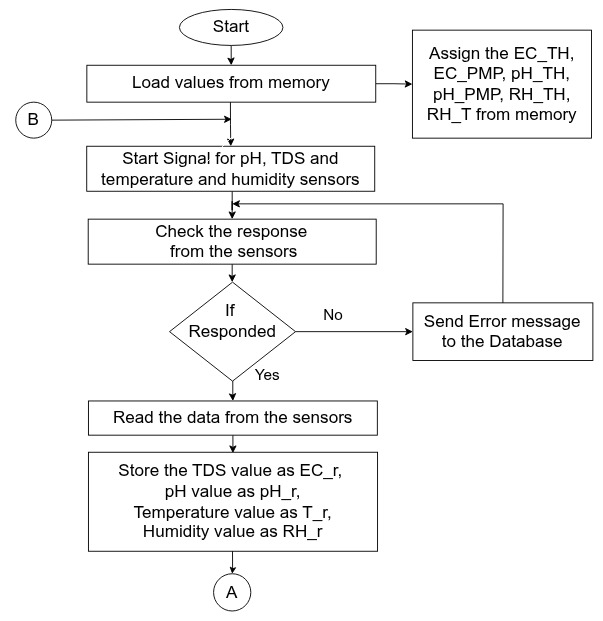 Start
Load values from memory
Assign the EC_TH,
EC_PMP, pH_TH,
pH_PMP, RH_TH,
RH_T from memory
B
Start Signal for pH, TDS and
temperature and humidity sensors
Check the response
from the sensors
If
Responded
No
Send Error message
to the Database
Yes
Read the data from the sensors
Store the TDS value as EC_r,
pH value as pH_r,
Temperature value as T_r,
Humidity value as RH_r
A